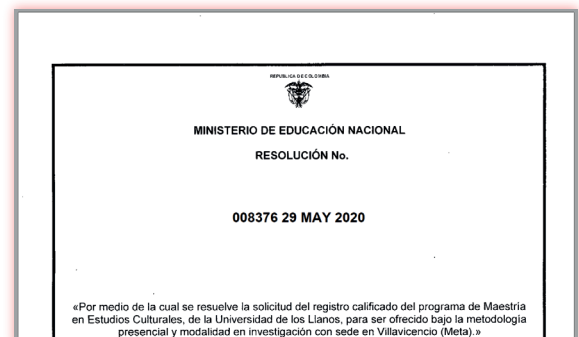 REPUBLICA DE COLOMBIA
MINISTERIO DE EDUCACIÓN NACIONAL
RESOLUCIÓN No.
008376 29 MAY 2020
«Por medio de la cual se resuelve la solicitud del registro calificado del programa de Maestría
en Estudios Culturales, de la Universidad de los Llanos, para ser ofrecido bajo la metodología
presencial y modalidad en investigación con sede en Villavicencio (Meta).»